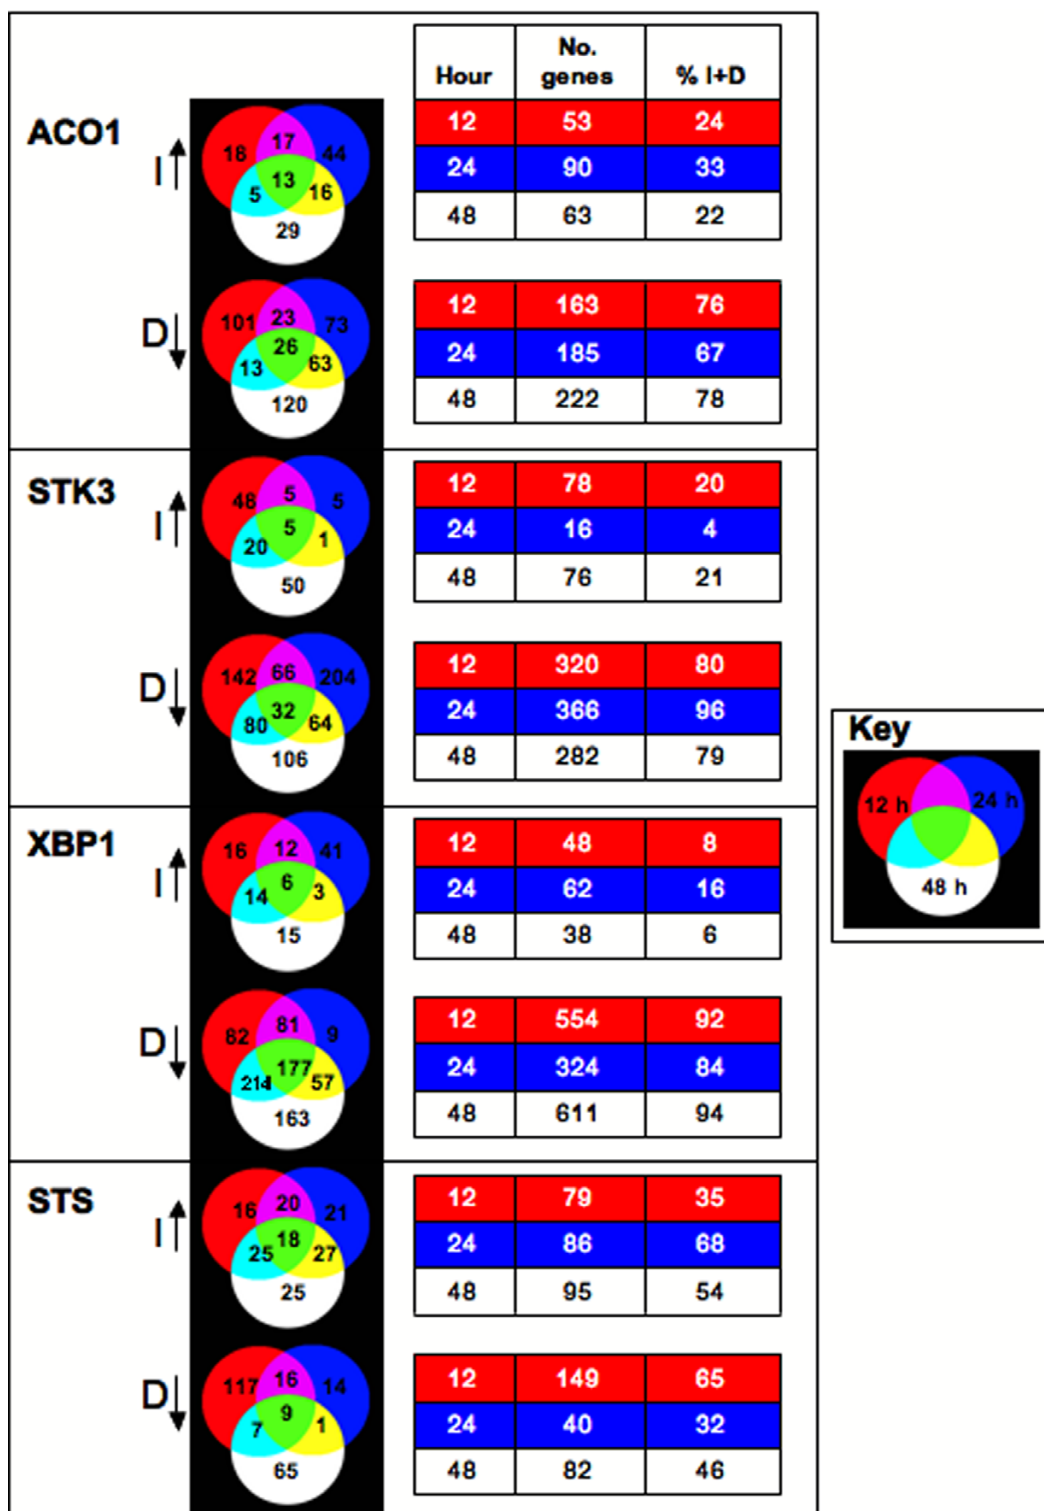 Hour No. genes % I+D
ACO1
I
18 17 44
13
5 16
29
12 53 24
24 90 33
48 63 22
D
101 23 73
26
13 63
120
12 163 76
24 185 67
48 222 78
STK3
I
48 5 5
5
20 1
50
12 78 20
24 16 4
48 76 21
D
142 66 204
32
80 64
106
12 320 80
24 366 96
48 282 79
XBP1
I
16 12 41
6
14 3
15
12 48 8
24 62 16
48 38 6
D
82 81 9
177
214 57
163
12 554 92
24 324 84
48 611 94
STS
I
16 20 21
18
25 27
25
12 79 35
24 86 68
48 95 54
D
117 16 14
9
7 1
65
12 149 65
24 40 32
48 82 46
Key
12 h 24 h
48 h